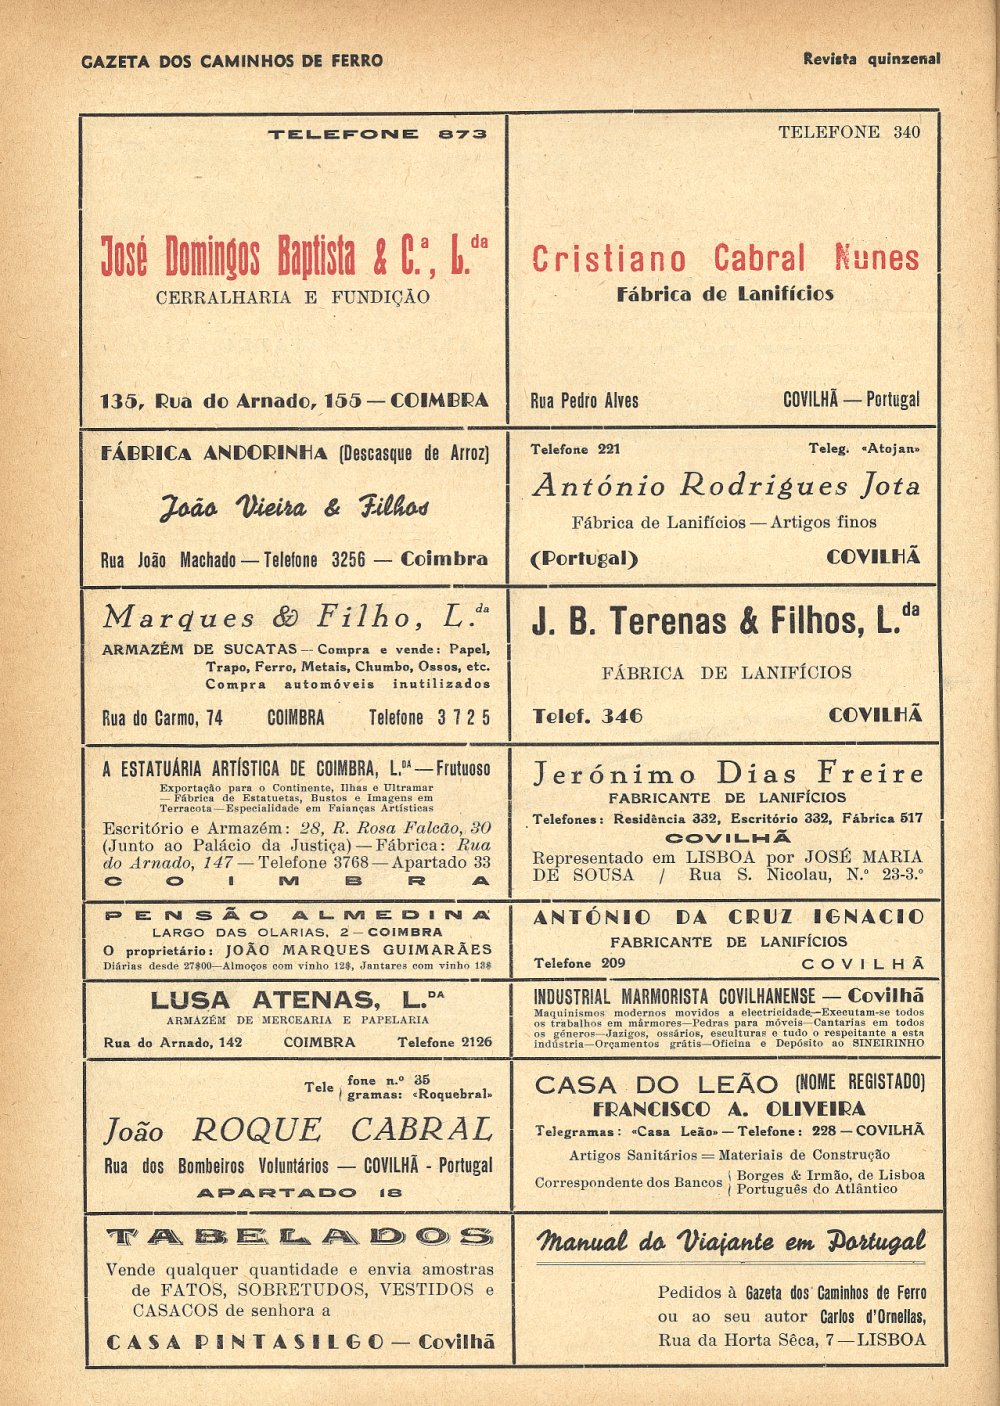 GAZETA DOS CAMINHOS DE FERRO
Revista quinzenal
TELEFONE 873
José Domingos Baptista & C.ª, L.da
CERRALHARIA E FUNDIÇÃO
135, Rua do Arnado, 155 — COIMBRA
TELEFONE 340
Cristiano Cabral Nunes
Fábrica de Lanifícios
Rua Pedro Alves COVILHÃ — Portugal
FÁBRICA ANDORINHA (Descasque de Arroz)
João Vieira & Filhos
Rua João Machado — Telefone 3256 — Coimbra
Telefone 221 Teleg. «Atojan»
António Rodrigues Jota
Fábrica de Lanifícios — Artigos finos
(Portugal) COVILHÃ
Marques & Filho, L.da
ARMAZÉM DE SUCATAS — Compra e vende: Papel,
Trapo, Ferro, Metais, Chumbo, Ossos, etc.
Compra automóveis inutilizados
Rua do Carmo, 74 COIMBRA Telefone 3725
J. B. Terenas & Filhos, L.da
FÁBRICA DE LANIFÍCIOS
Telef. 346 COVILHÃ
A ESTATUÁRIA ARTÍSTICA DE COIMBRA, L.DA — Frutuoso
Exportação para o Continente, Ilhas e Ultramar
— Fábrica de Estatuetas, Bustos e Imagens em
Terracota — Especialidade em Faianças Artísticas
Escritório e Armazém: 28, R. Rosa Falcão, 30
(Junto ao Palácio da Justiça) — Fábrica: Rua
do Arnado, 147 — Telefone 3768 — Apartado 33
COIMBRA
Jerónimo Dias Freire
FABRICANTE DE LANIFÍCIOS
Telefones: Residência 332, Escritório 332, Fábrica 517
COVILHÃ
Representado em LISBOA por JOSÉ MARIA
DE SOUSA / Rua S. Nicolau, N.º 23-3.º
PENSÃO ALMEDINA
LARGO DAS OLARIAS, 2 — COIMBRA
O proprietário: JOÃO MARQUES GUIMARÃES
Diárias desde 27$00—Almoços com vinho 12$, Jantares com vinho 13$
ANTÓNIO DA CRUZ IGNACIO
FABRICANTE DE LANIFÍCIOS
Telefone 209 COVILHÃ
LUSA ATENAS, L.DA
ARMAZÉM DE MERCEARIA E PAPELARIA
Rua do Arnado, 142 COIMBRA Telefone 2126
INDUSTRIAL MARMORISTA COVILHANENSE — Covilhã
Maquinismos modernos movidos a electricidade—Executam-se todos
os trabalhos em mármores—Pedras para móveis—Cantarias em todos
os géneros—Jazigos, ossários, esculturas e tudo o respeitante a esta
indústria—Orçamentos grátis—Oficina e Depósito ao SINEIRINHO
Tele fone n.º 35
gramas: «Roquebral»
João ROQUE CABRAL
Rua dos Bombeiros Voluntários — COVILHÃ - Portugal
APARTADO 18
CASA DO LEÃO (NOME REGISTADO)
FRANCISCO A. OLIVEIRA
Telegramas: «Casa Leão» — Telefone: 228 — COVILHÃ
Artigos Sanitários = Materiais de Construção
Correspondente dos Bancos Borges & Irmão, de Lisboa
Português do Atlântico
TABELADOS
Vende qualquer quantidade e envia amostras
de FATOS, SOBRETUDOS, VESTIDOS e
CASACOS de senhora a
CASA PINTASILGO — Covilhã
Manual do Viajante em Portugal
Pedidos à Gazeta dos Caminhos de Ferro
ou ao seu autor Carlos d'Ornellas,
Rua da Horta Sêca, 7 — LISBOA